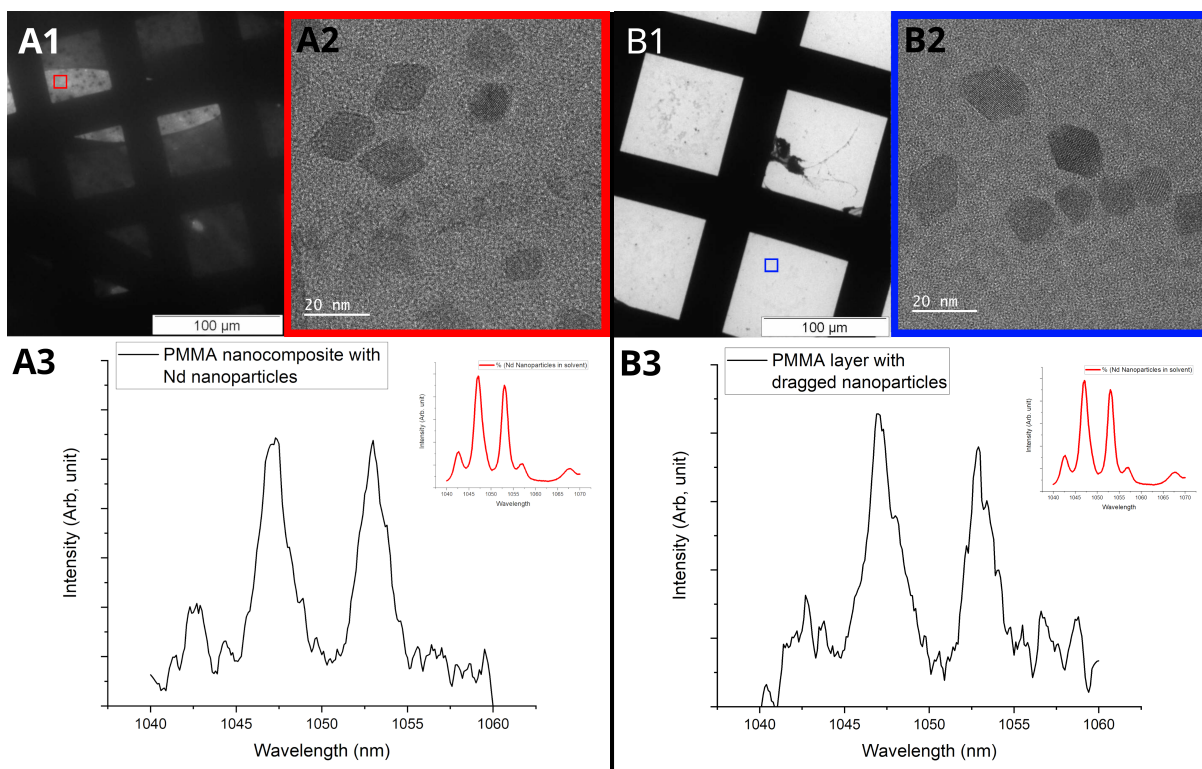 A1
A2
B1
B2
20 nm
100 µm
20 nm
100 µm
A3
PMMA nanocomposite with
Nd nanoparticles
% (Nd Nanoparticles in solvent)
Intensity (Arb. unit)
1040 1045 1050 1055 1060 1065 1070
Wavelength
Intensity (Arb, unit)
1040 1045 1050 1055 1060
Wavelength (nm)
B3
PMMA layer with
dragged nanoparticles
% (Nd Nanoparticles in solvent)
Intensity (Arb. unit)
1040 1045 1050 1055 1060 1065 1070
Wavelength
Intensity (Arb, unit)
1040 1045 1050 1055 1060
Wavelength (nm)